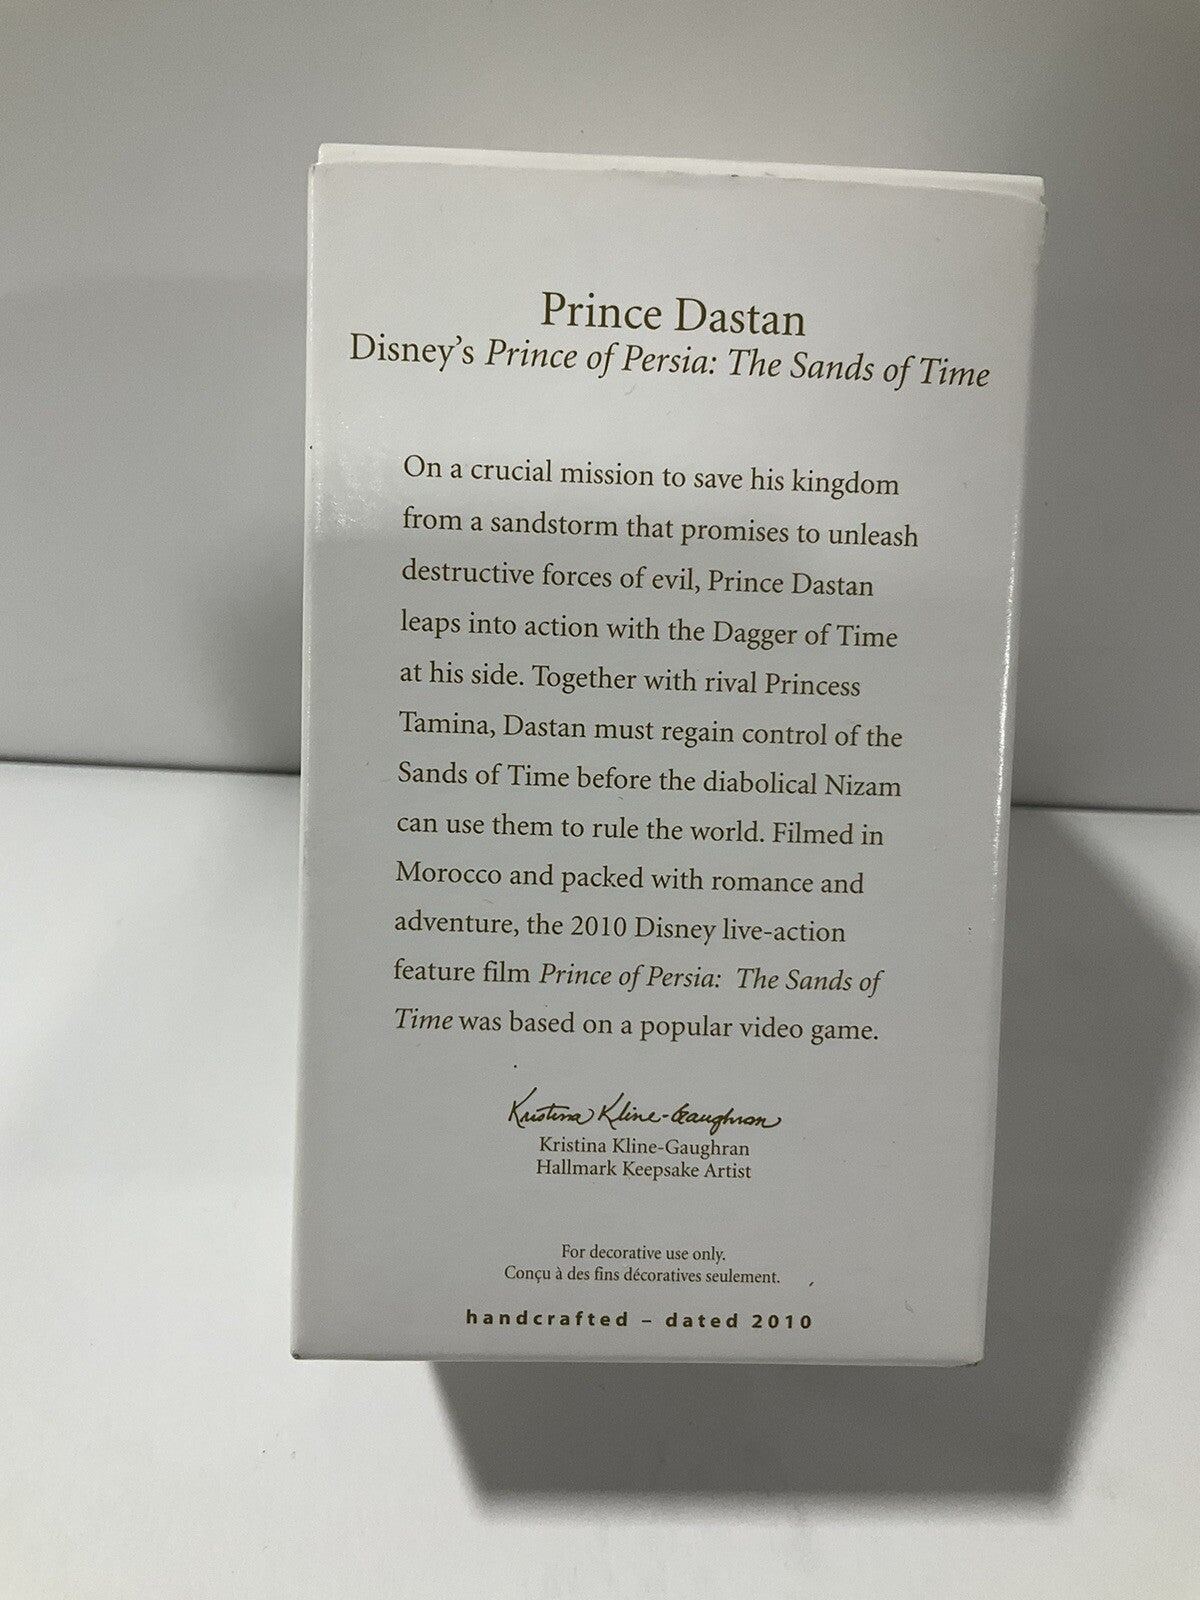 Prince Dastan
Disney's Prince of Persia: The Sands of Time
On a crucial mission to save his kingdom
from a sandstorm that promises to unleash
destructive forces of evil, Prince Dastan
leaps into action with the Dagger of Time
at his side. Together with rival Princess
Tamina, Dastan must regain control of the
Sands of Time before the diabolical Nizam
can use them to rule the world. Filmed in
Morocco and packed with romance and
adventure, the 2010 Disney live-action
feature film Prince of Persia: The Sands of
Time was based on a popular video game.
Kristina Kline-Gaughran
Kristina Kline-Gaughran
Hallmark Keepsake Artist
For decorative use only.
Conçu à des fins décoratives seulement.
handcrafted – dated 2010